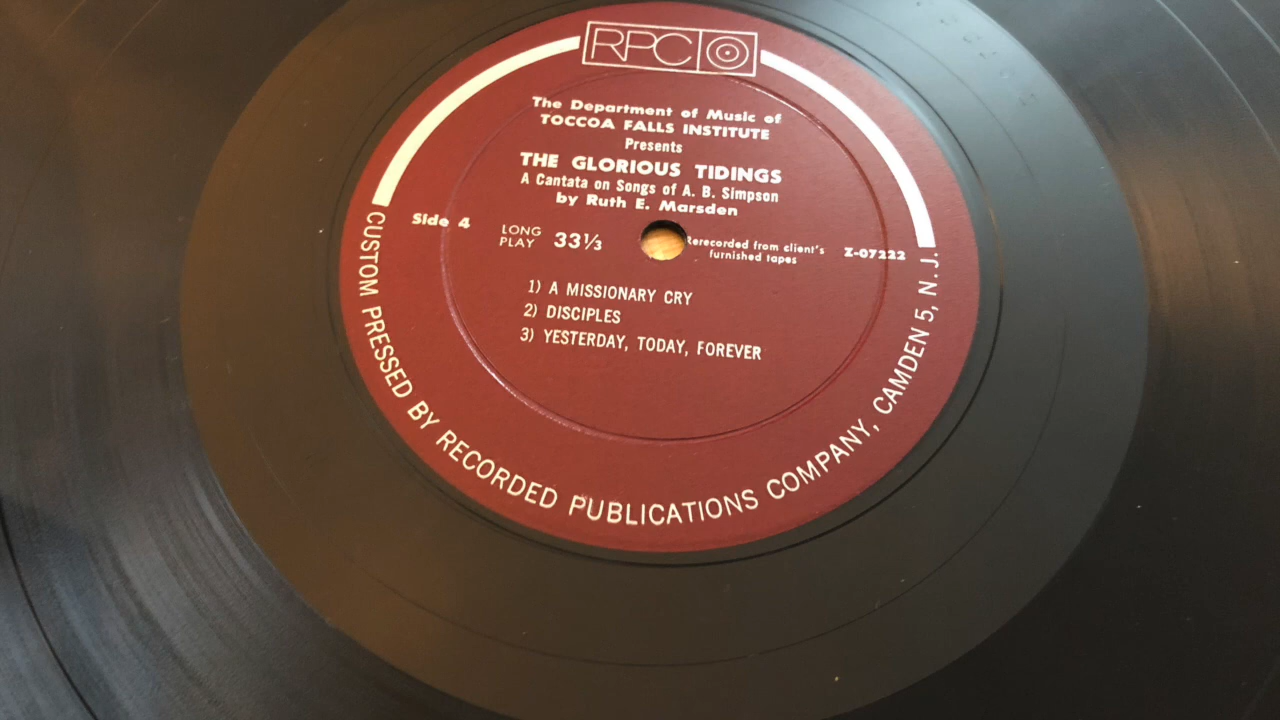 RPC
The Department of Music of
TOCCOA FALLS INSTITUTE
Presents
THE GLORIOUS TIDINGS
A Cantata on Songs of A. B. Simpson
by Ruth E. Marsden
Side 4
LONG
PLAY
33⅓
Rerecorded from client's
furnished tapes
Z-07222
1) A MISSIONARY CRY
2) DISCIPLES
3) YESTERDAY, TODAY, FOREVER
CUSTOM PRESSED BY RECORDED PUBLICATIONS COMPANY, CAMDEN 5, N. J.